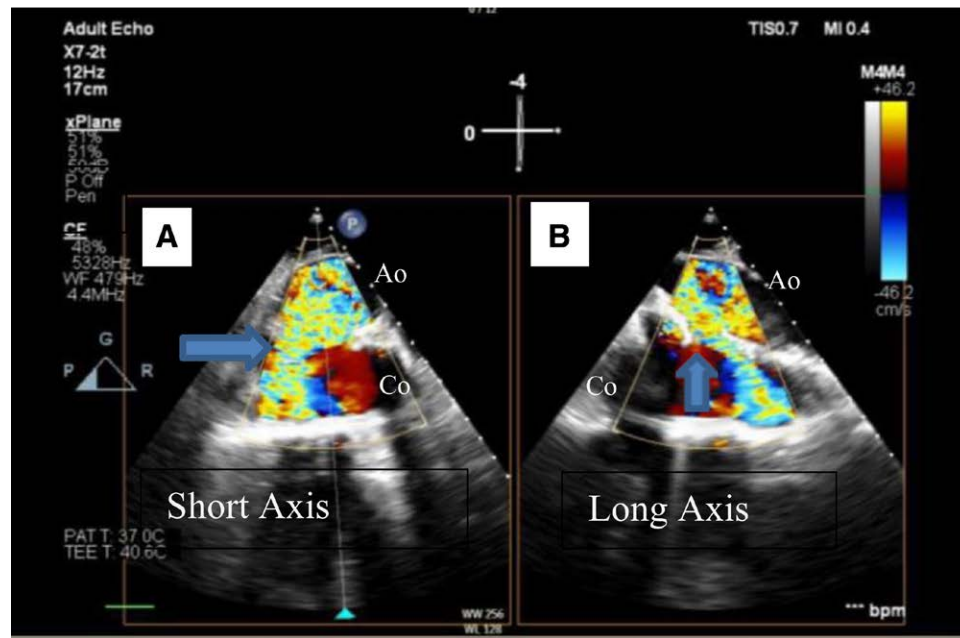 Adult Echo
TIS0.7 MI 0.4
X7-2t
12Hz
17cm
M4M4
+46.2
-4
0
xPlane
51%
51%
50dB
P Off
Pen
A
P
Ao
B
Ao
CF
48%
5328Hz
WF 479Hz
4.4MHz
-46.2
cm/s
G
P R
Co
Co
Short Axis
Long Axis
PAT T: 37.0C
TEE T: 40.6C
WW 256
WL 128
*** bpm